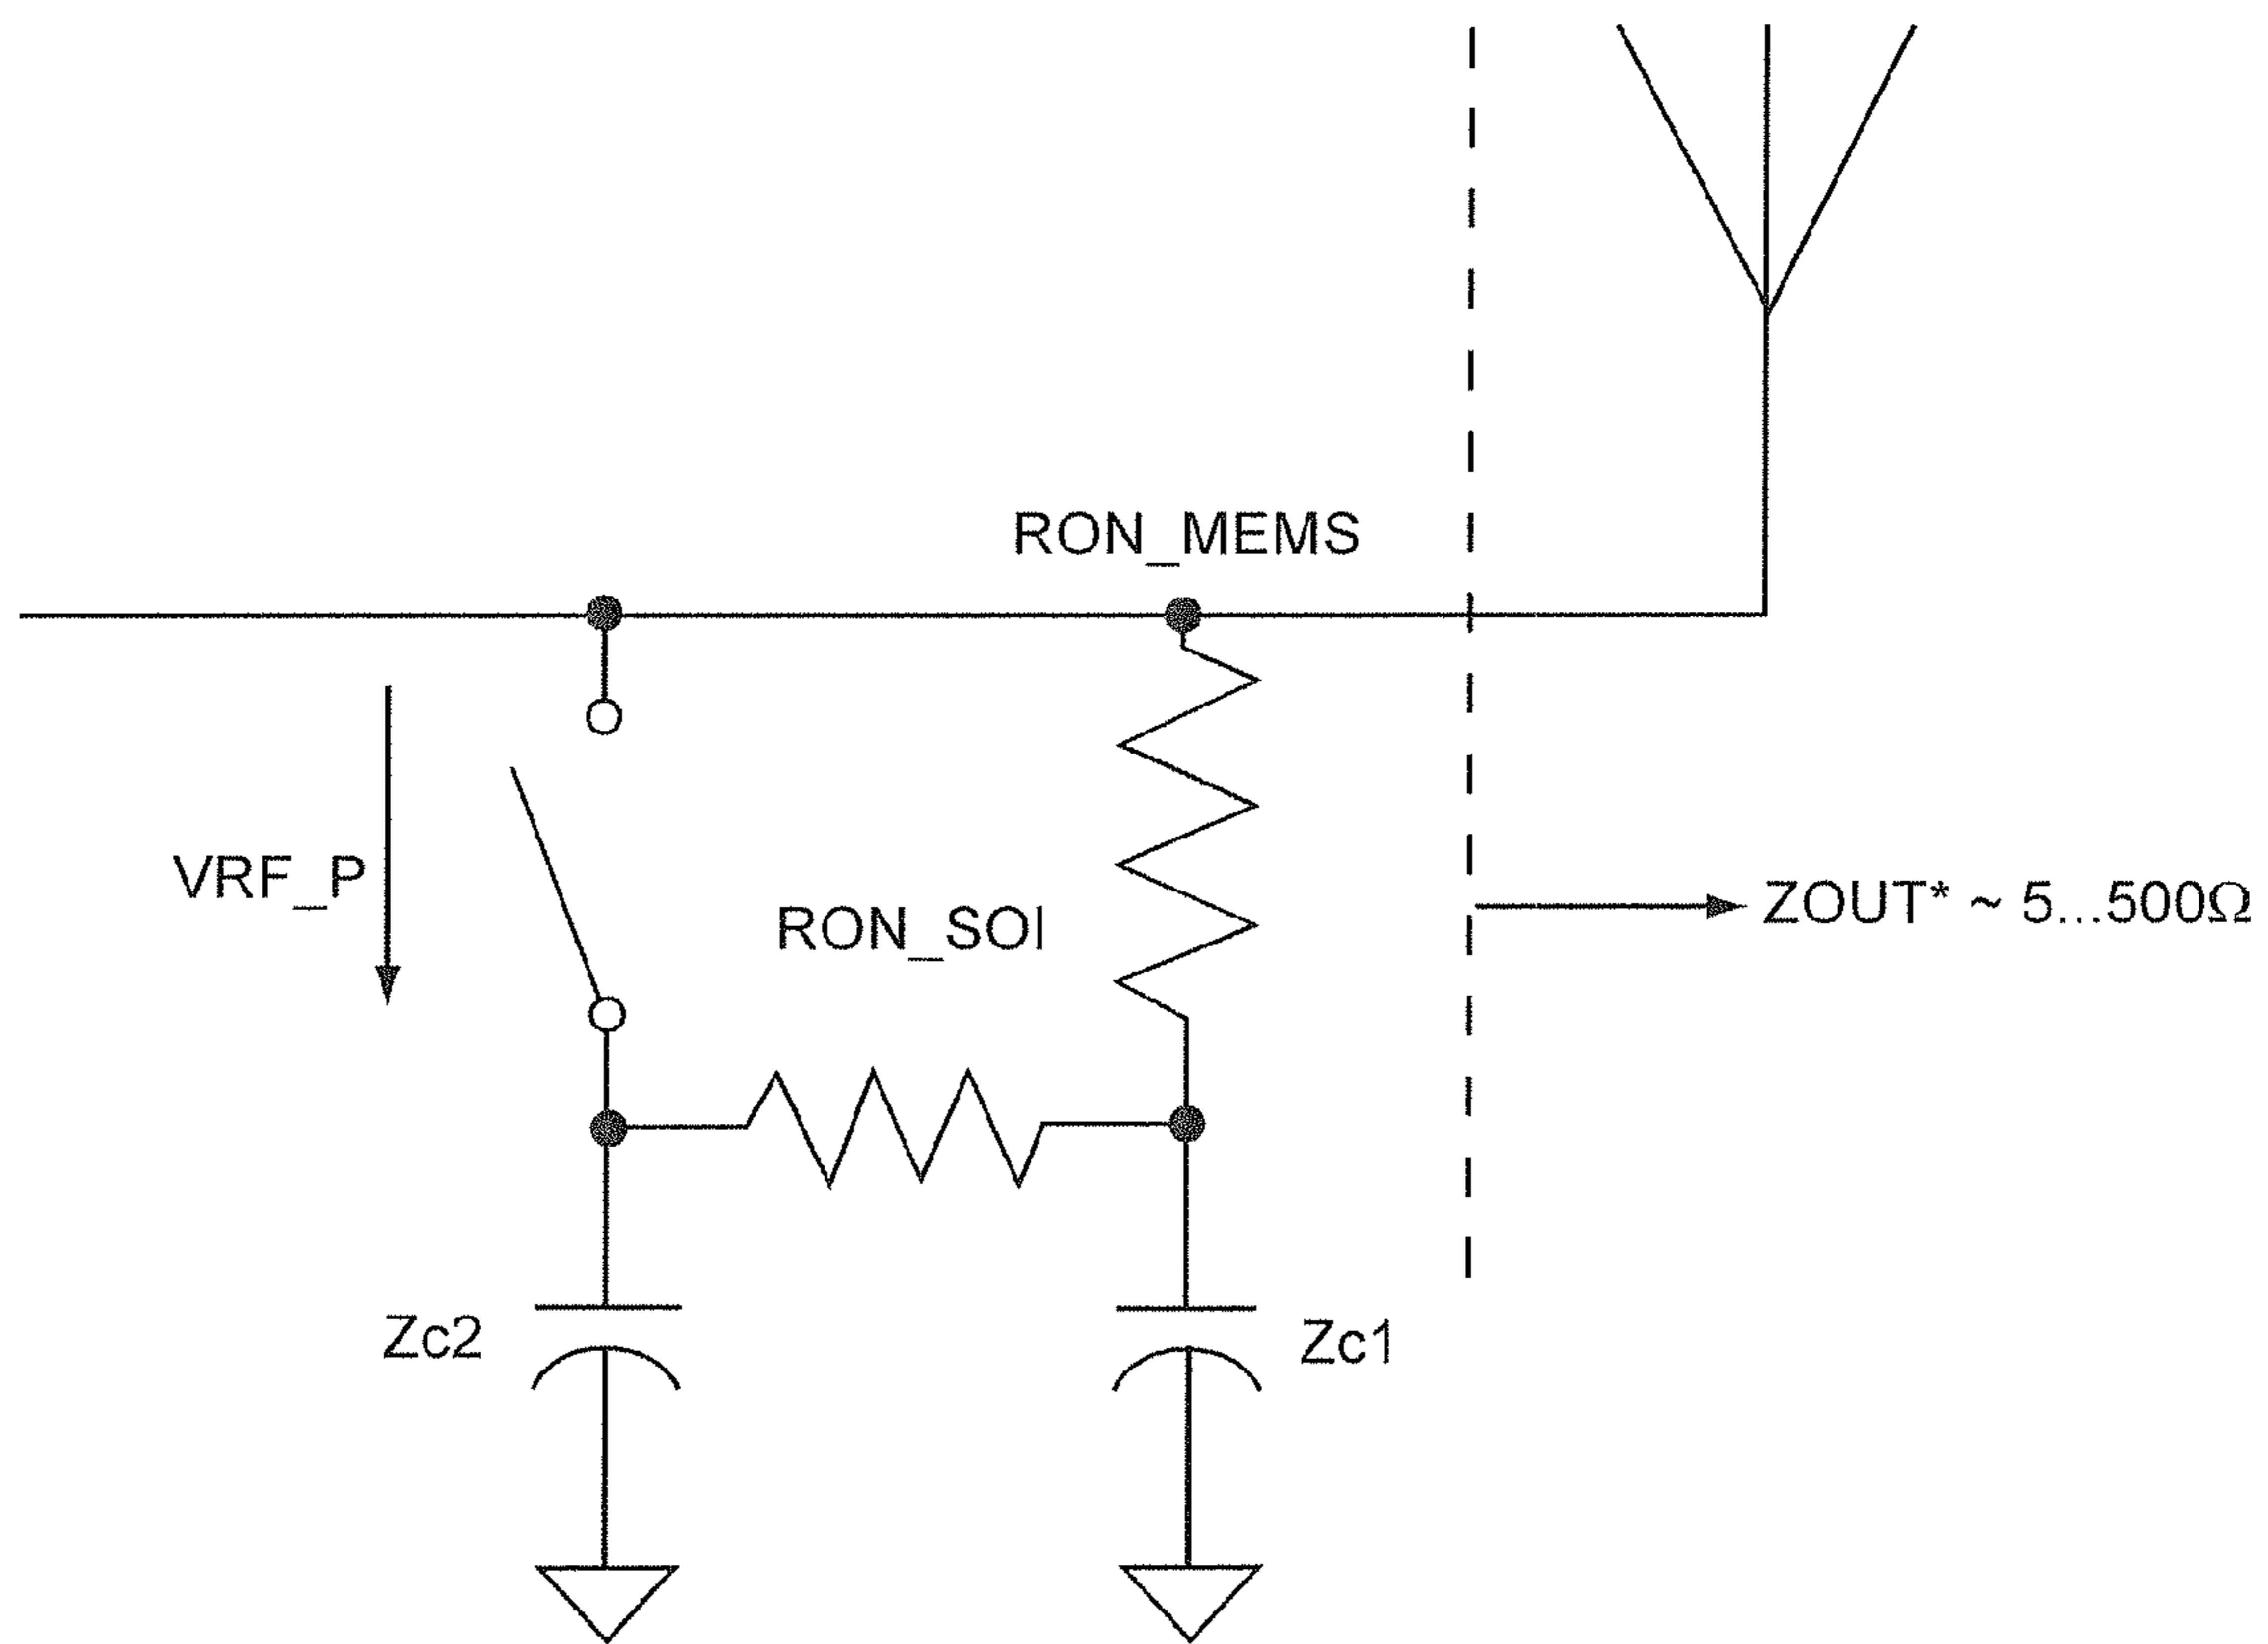 RON_MEMS
VRF_P
RON_SOI
ZOUT* ~ 5...500Ω
Zc2
Zc1